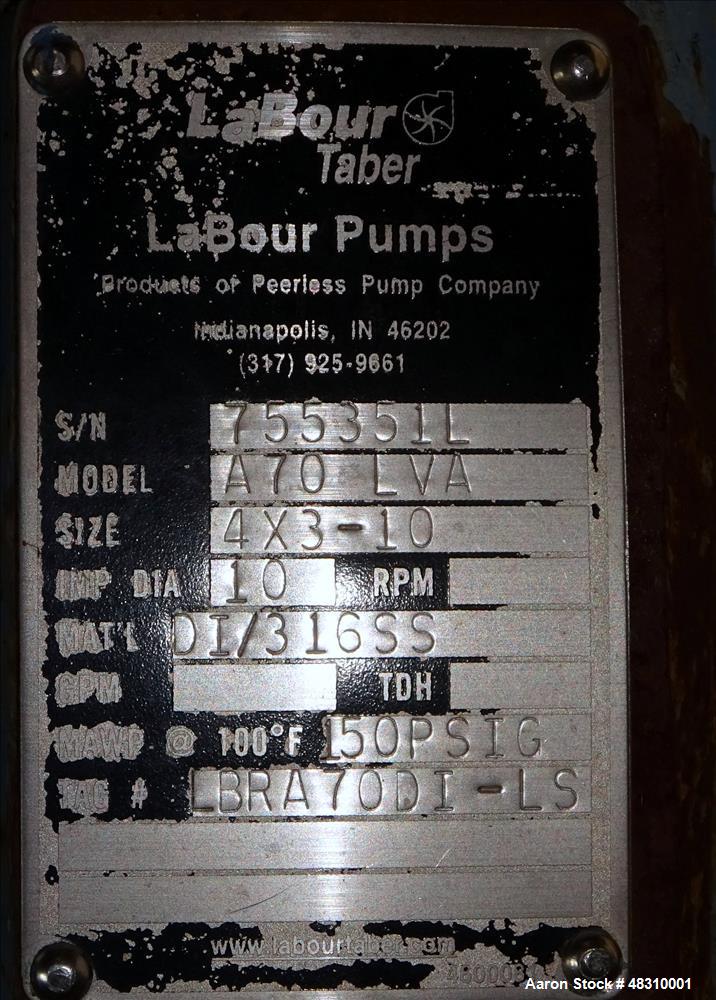 LaBour
Taber
LaBour Pumps
Products of Peerless Pump Company
Indianapolis, IN 46202
(317) 925-9661
S/N 755351L
MODEL A70 LVA
SIZE 4X3-10
IMP DIA 10 RPM
MAT'L DI/316SS
GPM TDH
MAWP @ 100°F 150PSIG
TAG # LBRA70DI-LS
www.labourtaber.com
Aaron Stock # 48310001